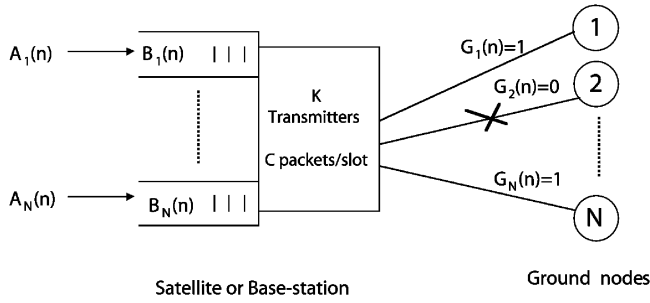 A1(n)
B1(n)
K
Transmitters
C packets/slot
AN(n)
BN(n)
G1(n)=1
G2(n)=0
GN(n)=1
1
2
N
Satellite or Base-station
Ground nodes